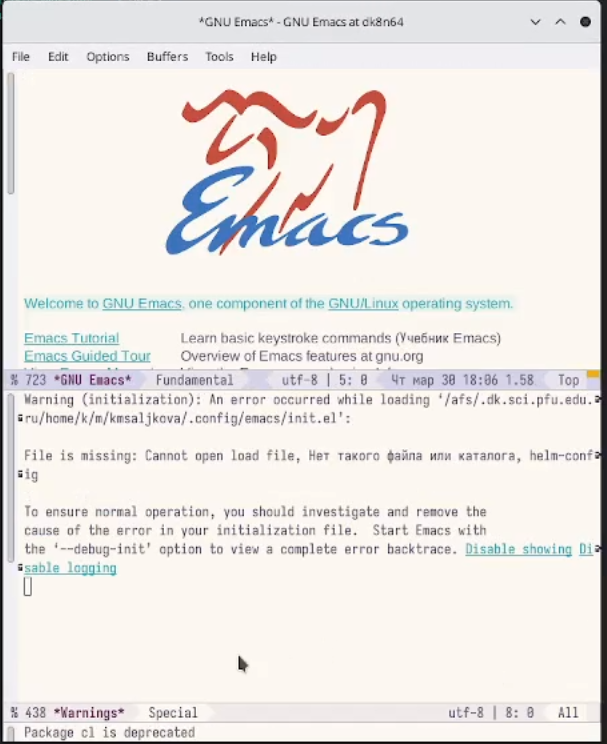 *GNU Emacs* - GNU Emacs at dk8n64
File Edit Options Buffers Tools Help
Emacs
Welcome to GNU Emacs, one component of the GNU/Linux operating system.
Emacs Tutorial Learn basic keystroke commands (Учебник Emacs)
Emacs Guided Tour Overview of Emacs features at gnu.org
% 723 *GNU Emacs* Fundamental utf-8 | 5: 0 Чт мар 30 18:06 1.58 Top
Warning (initialization): An error occurred while loading ‘/afs/.dk.sci.pfu.edu.
ru/home/k/m/kmsaljkova/.config/emacs/init.el’:
File is missing: Cannot open load file, Нет такого файла или каталога, helm-conf
ig
To ensure normal operation, you should investigate and remove the
cause of the error in your initialization file.  Start Emacs with
the ‘--debug-init’ option to view a complete error backtrace. Disable showing Di
sable logging
% 438 *Warnings* Special utf-8 | 8: 0 All
Package cl is deprecated